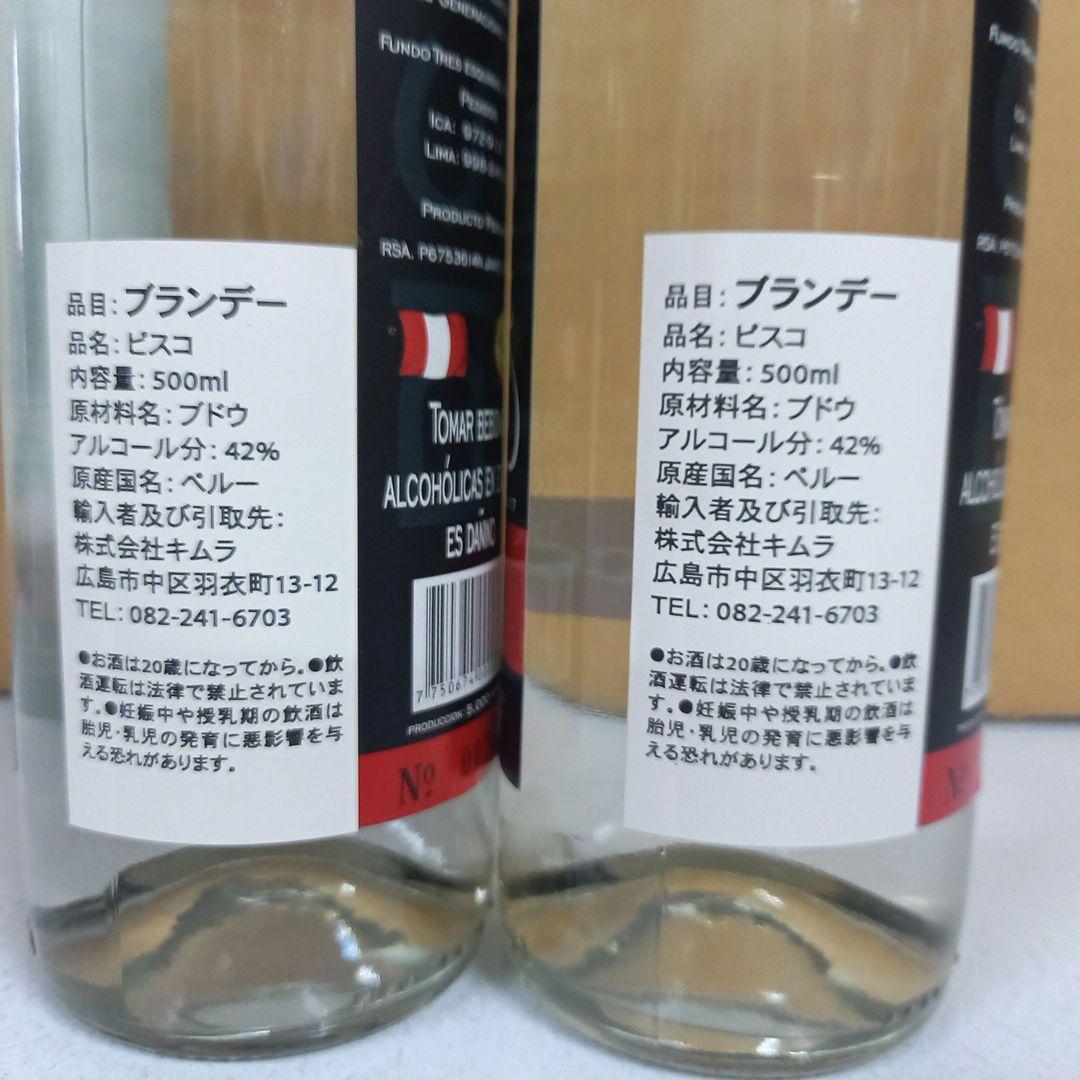 FUNDO TRES
ICA: 972
LIMA: 998
PRODUCTO
RSA. P6753614N
TOMAR
ALCOHÓLICAS EN
ES DAÑINO
PRODUCCION: 5,000
Nº
品目: ブランデー
品名: ピスコ
内容量: 500ml
原材料名: ブドウ
アルコール分: 42%
原産国名: ペルー
輸入者及び引取先:
株式会社キムラ
広島市中区羽衣町13-12
TEL: 082-241-6703
●お酒は20歳になってから。●飲
酒運転は法律で禁止されていま
す。●妊娠中や授乳期の飲酒は
胎児・乳児の発育に悪影響を与
える恐れがあります。
品目: ブランデー
品名: ピスコ
内容量: 500ml
原材料名: ブドウ
アルコール分: 42%
原産国名: ペルー
輸入者及び引取先:
株式会社キムラ
広島市中区羽衣町13-12
TEL: 082-241-6703
●お酒は20歳になってから。●飲
酒運転は法律で禁止されていま
す。●妊娠中や授乳期の飲酒は
胎児・乳児の発育に悪影響を与
える恐れがあります。